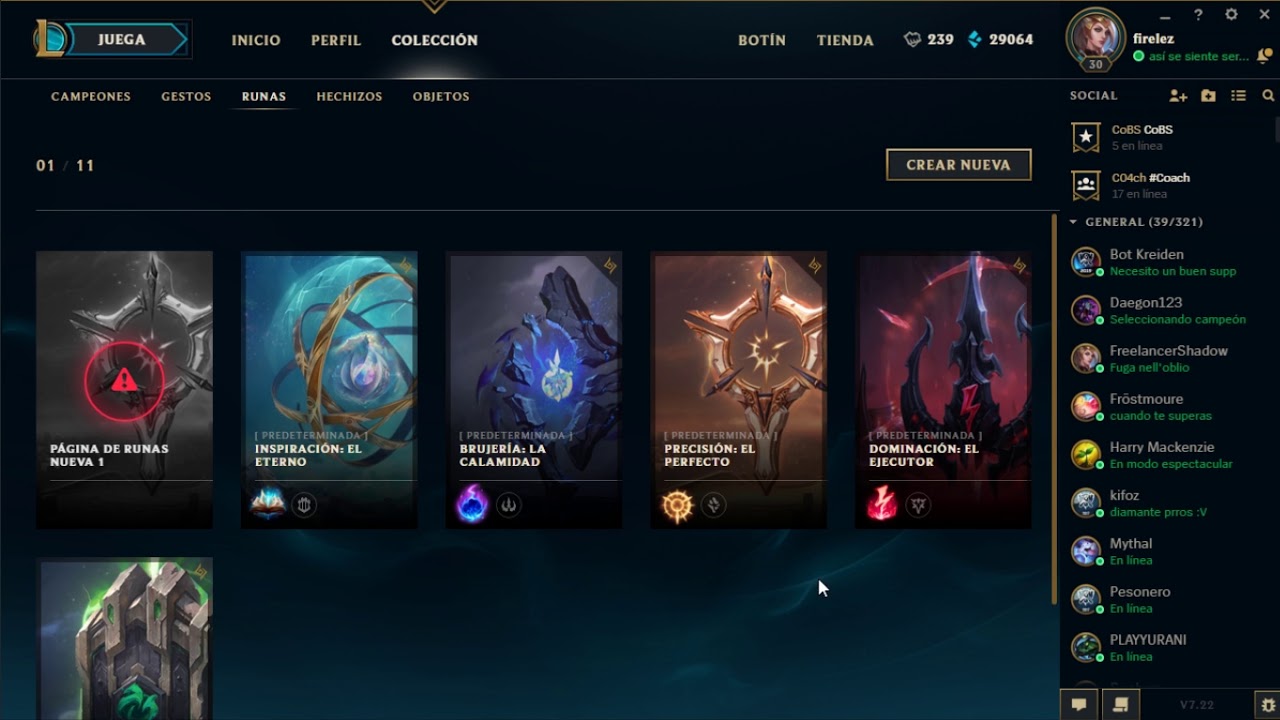 JUEGA
INICIO
PERFIL
COLECCIÓN
BOTÍN
TIENDA
239
29064
?
30
firelez
así se siente ser...
CAMPEONES
GESTOS
RUNAS
HECHIZOS
OBJETOS
SOCIAL
01 / 11
CREAR NUEVA
CoBS CoBS
5 en línea
C04ch #Coach
17 en línea
GENERAL (39/321)
Bot Kreiden
Necesito un buen supp
Daegon123
Seleccionando campeón
FreelancerShadow
Fuga nell'oblio
Fröstmoure
cuando te superas
Harry Mackenzie
En modo espectacular
kifoz
diamante prros :V
Mythal
En línea
Pesonero
En línea
PLAYYURANI
En línea
PÁGINA DE RUNAS
NUEVA 1
[ PREDETERMINADA ]
INSPIRACIÓN: EL
ETERNO
[ PREDETERMINADA ]
BRUJERÍA: LA
CALAMIDAD
[ PREDETERMINADA ]
PRECISIÓN: EL
PERFECTO
[ PREDETERMINADA ]
DOMINACIÓN: EL
EJECUTOR
V7.22